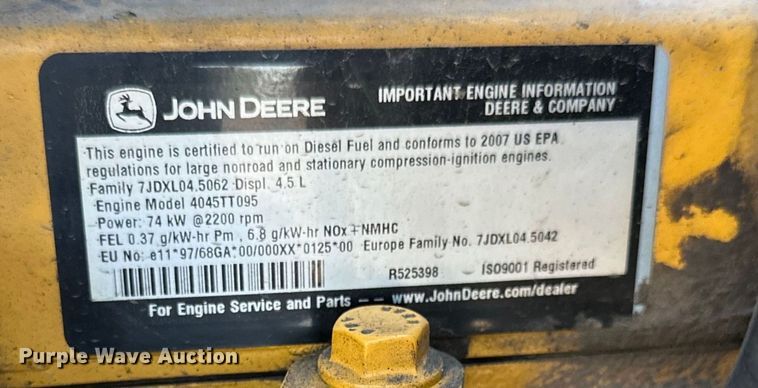 JOHN DEERE
IMPORTANT ENGINE INFORMATION
DEERE & COMPANY
This engine is certified to run on Diesel Fuel and conforms to 2007 US EPA
regulations for large nonroad and stationary compression-ignition engines.
Family 7JDXL04.5062 Displ. 4.5 L
Engine Model 4045TT095
Power: 74 kW @2200 rpm
FEL 0.37 g/kW-hr Pm , 6.8 g/kW-hr NOx + NMHC
EU No: e11*97/68GA*00/000XX*0125*00 Europe Family No. 7JDXL04.5042
R525398 ISO9001 Registered
For Engine Service and Parts – – www.JohnDeere.com/dealer
Purple Wave Auction